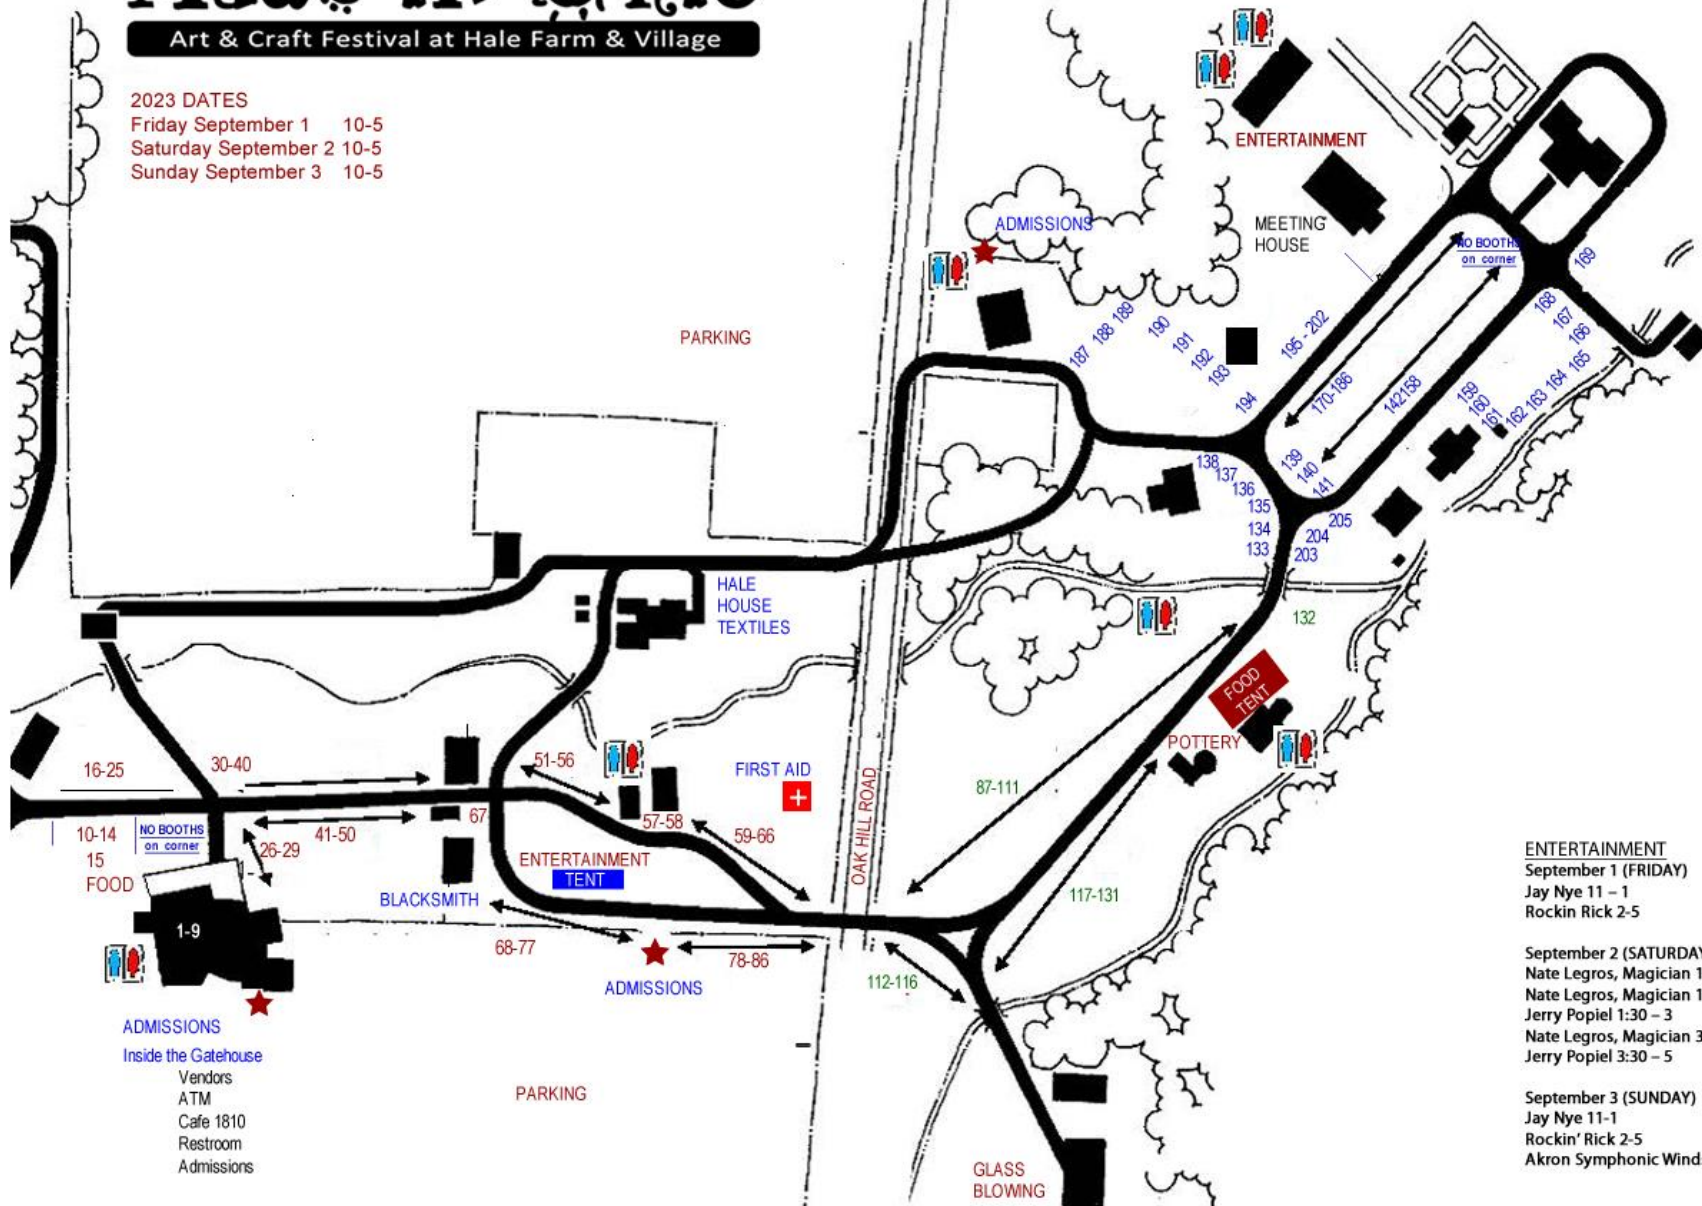 Art & Craft Festival at Hale Farm & Village
2023 DATES
Friday September 1 10-5
Saturday September 2 10-5
Sunday September 3 10-5
ENTERTAINMENT
ADMISSIONS
MEETING
HOUSE
NO BOOTHS
on corner
169
168
167
166
165
164
163
162
159
160
161
187
188
189
190
191
192
193
194
195 - 202
170-186
142158
PARKING
138
137
136
135
134
133
139
140
141
205
204
203
HALE
HOUSE
TEXTILES
132
FOOD
TENT
POTTERY
16-25
30-40
51-56
FIRST AID
87-111
OAK HILL ROAD
10-14
15
FOOD
NO BOOTHS
on corner
26-29
41-50
67
57-58
59-66
ENTERTAINMENT
TENT
BLACKSMITH
117-131
1-9
68-77
78-86
112-116
ADMISSIONS
ADMISSIONS
Inside the Gatehouse
Vendors
ATM
Cafe 1810
Restroom
Admissions
PARKING
GLASS
BLOWING
ENTERTAINMENT
September 1 (FRIDAY)
Jay Nye 11 – 1
Rockin Rick 2-5
September 2 (SATURDAY
Nate Legros, Magician 1
Nate Legros, Magician 1
Jerry Popiel 1:30 – 3
Nate Legros, Magician 3
Jerry Popiel 3:30 – 5
September 3 (SUNDAY)
Jay Nye 11-1
Rockin' Rick 2-5
Akron Symphonic Wind